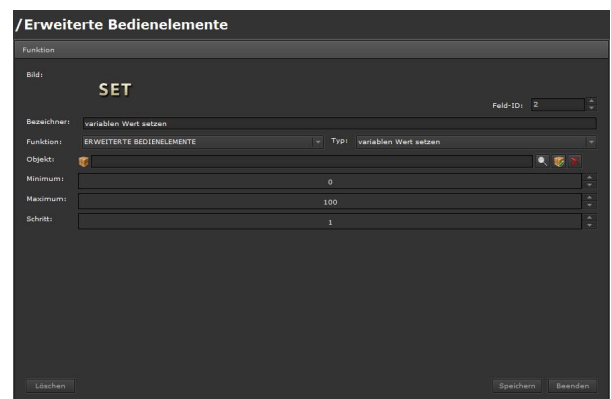 /Erweiterte Bedienelemente
Funktion
Bild:
SET
Feld-ID: 2
Bezeichner: variablen Wert setzen
Funktion: ERWEITERTE BEDIENELEMENTE Typ: variablen Wert setzen
Objekt:
Minimum: 0
Maximum: 100
Schritt: 1
Löschen Speichern Beenden